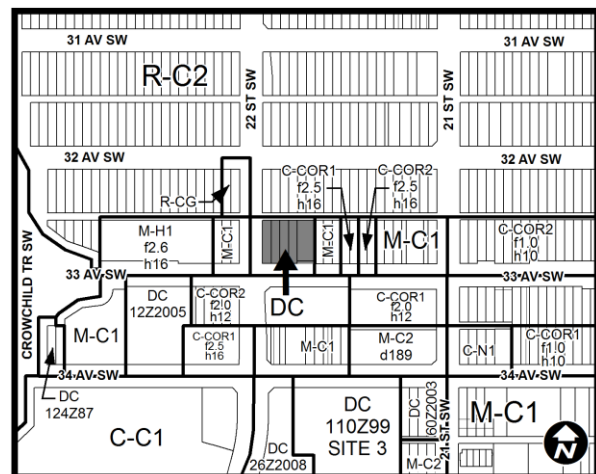 31 AV SW
31 AV SW
R-C2
22 ST SW
21 ST SW
32 AV SW
32 AV SW
C-COR1
f2.5
h16
C-COR2
f2.5
h16
R-CG
M-H1
f2.6
h16
M-C1
M-C1
M-C1
C-COR2
f1.0
h10
CROWCHILD TR SW
33 AV SW
33 AV SW
DC
DC
12Z2005
C-COR2
f2.0
h12
C-COR1
f2.0
h12
M-C1
C-COR1
f2.5
h16
M-C1
M-C2
d189
C-N1
C-COR1
f1.0
h10
34 AV SW
34 AV SW
DC
124Z87
C-C1
DC
26Z2008
DC
110Z99
SITE 3
DC
60Z2003
21 ST SW
M-C2
M-C1
N